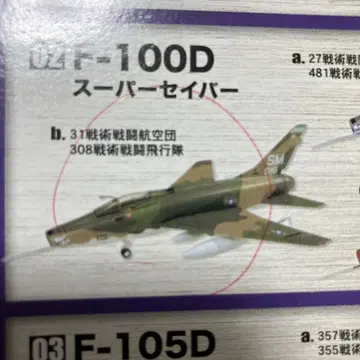 02 F-100D
スーパーセイバー
a. 27戦術戦
481戦術戦
b. 31戦術戦闘航空団
308戦術戦闘飛行隊
SM
03 F-105D
a. 357戦術
355戦術